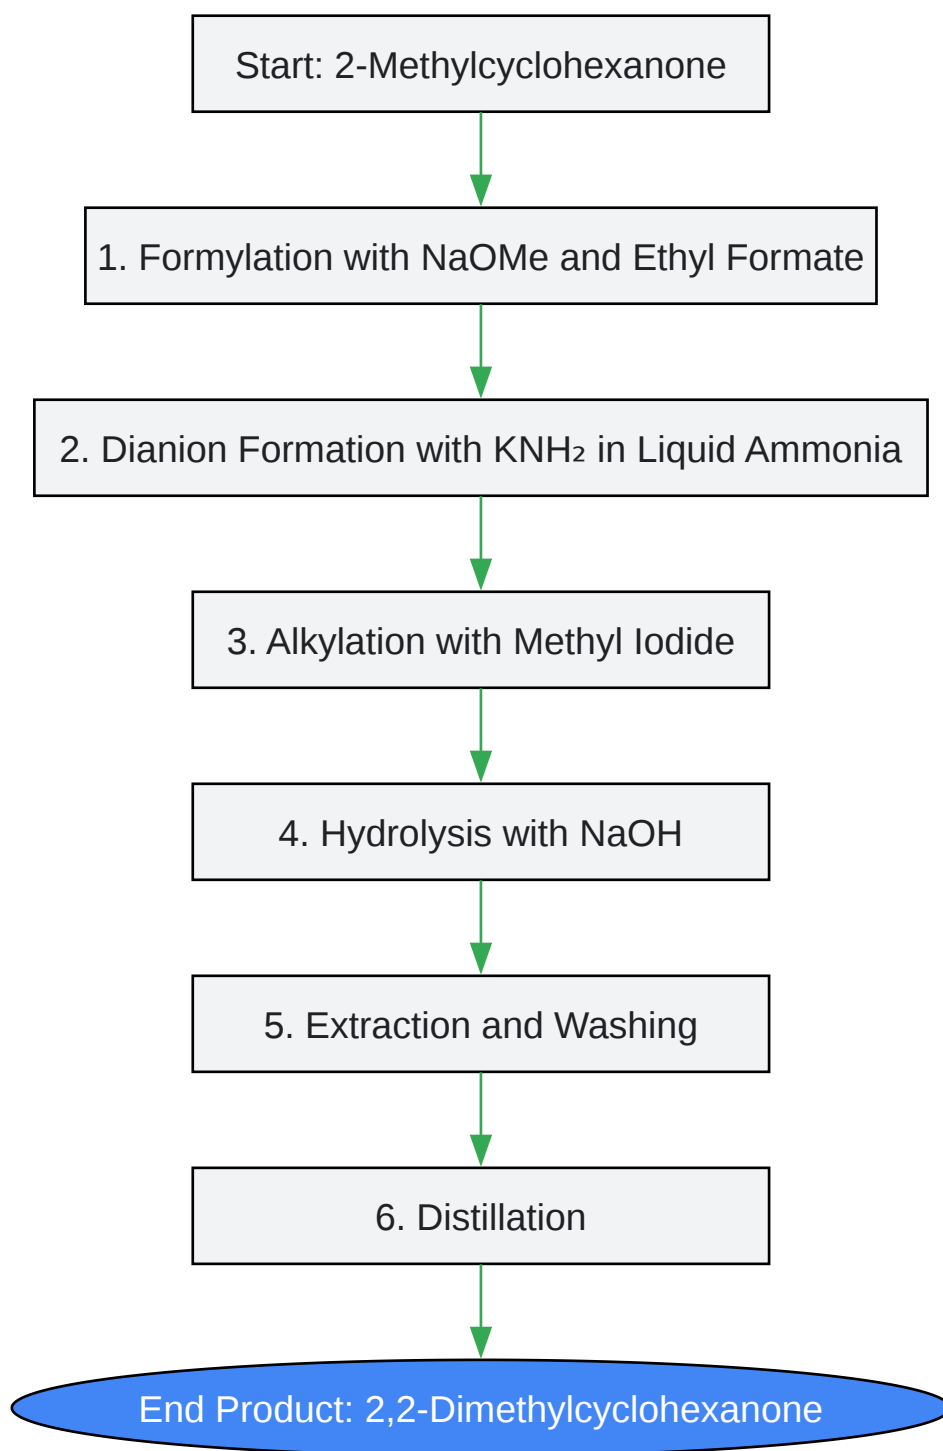 Start: 2-Methylcyclohexanone
1. Formylation with NaOMe and Ethyl Formate
2. Dianion Formation with KNH₂ in Liquid Ammonia
3. Alkylation with Methyl Iodide
4. Hydrolysis with NaOH
5. Extraction and Washing
6. Distillation
End Product: 2,2-Dimethylcyclohexanone